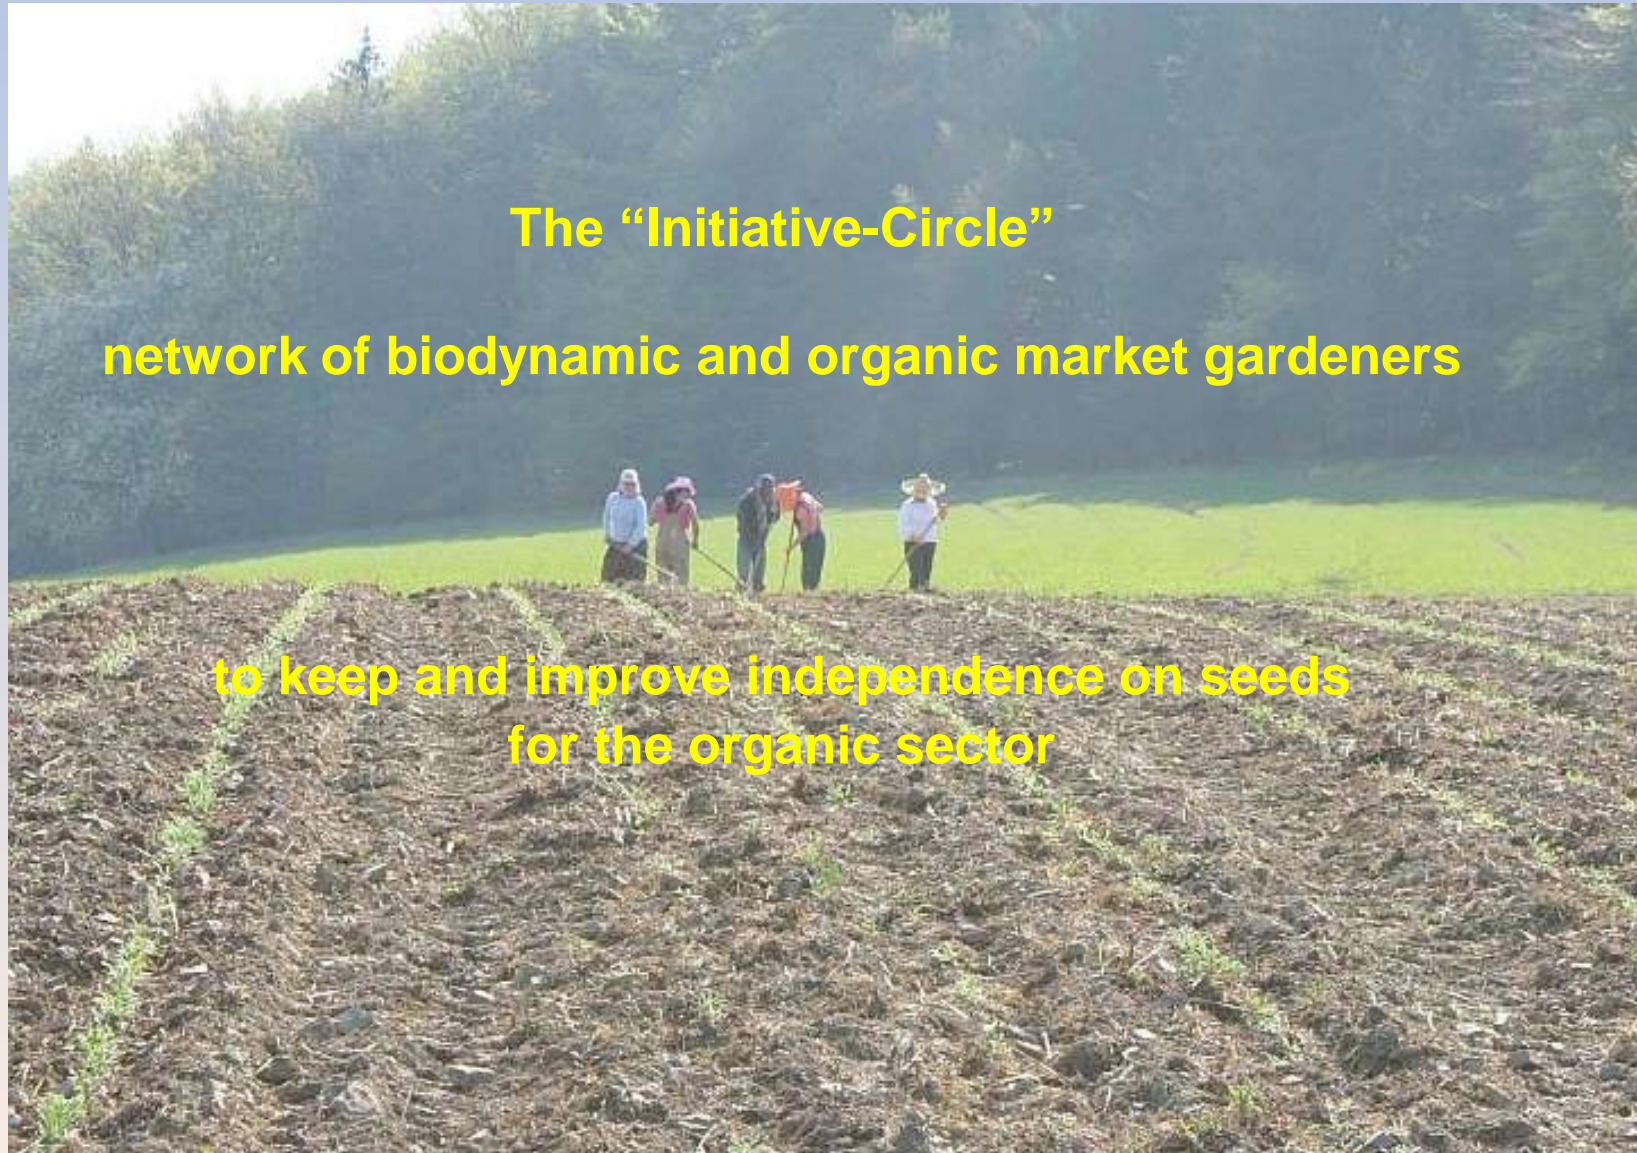 The “Initiative-Circle”
network of biodynamic and organic market gardeners
to keep and improve independence on seeds
for the organic sector